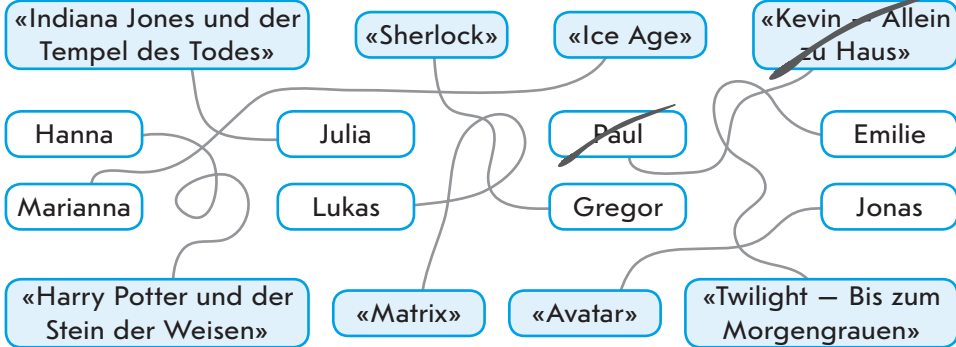 «Indiana Jones und der
Tempel des Todes»
«Sherlock»
«Ice Age»
«Kevin – Allein
zu Haus»
Hanna
Julia
Paul
Emilie
Marianna
Lukas
Gregor
Jonas
«Harry Potter und der
Stein der Weisen»
«Matrix»
«Avatar»
«Twilight – Bis zum
Morgengrauen»